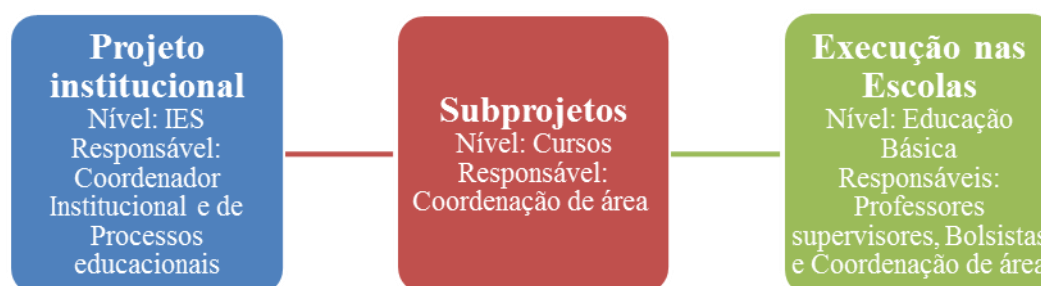 Projeto
institucional
Nível: IES
Responsável:
Coordenador
Institucional e de
Processos
educacionais
Subprojetos
Nível: Cursos
Responsável:
Coordenação de área
Execução nas
Escolas
Nível: Educação
Básica
Responsáveis:
Professores
supervisores, Bolsistas
e Coordenação de área